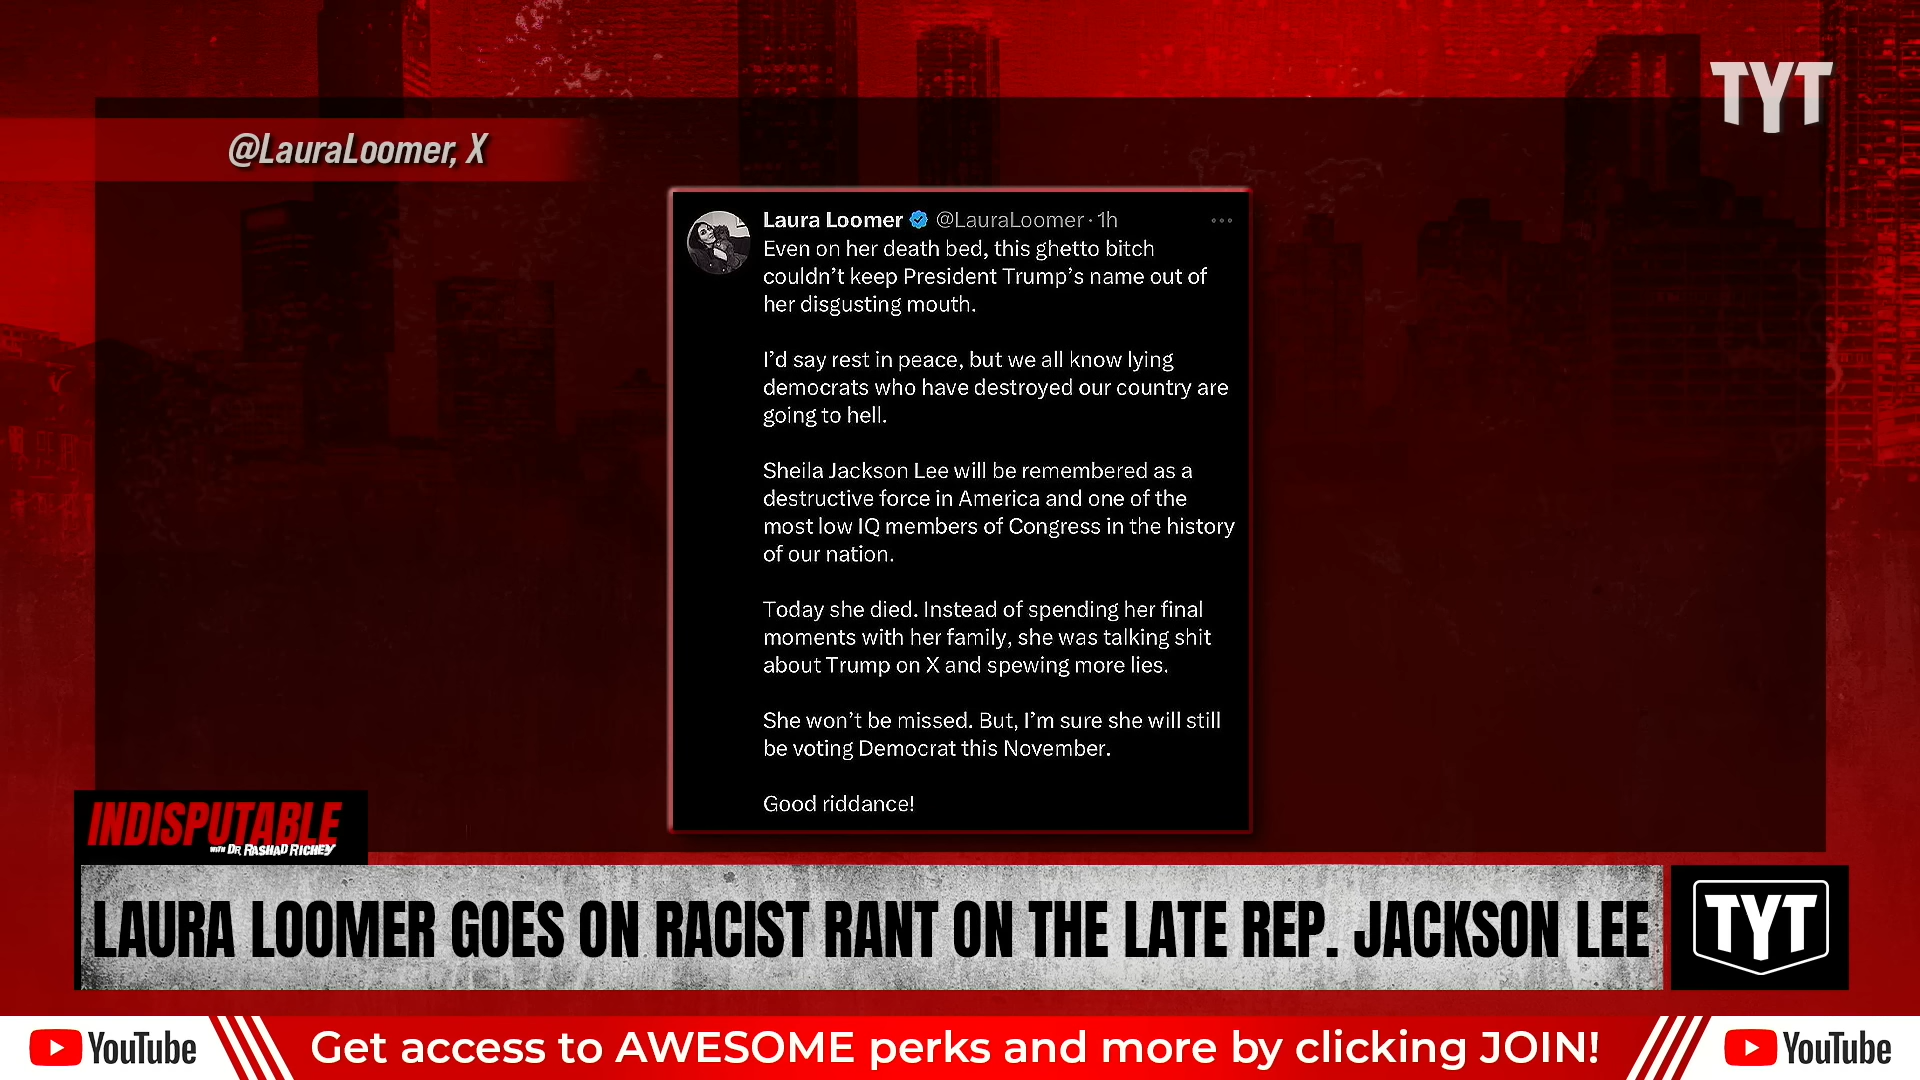 TYT
@LauraLoomer, X
Laura Loomer @LauraLoomer · 1h
Even on her death bed, this ghetto bitch
couldn’t keep President Trump’s name out of
her disgusting mouth.
I’d say rest in peace, but we all know lying
democrats who have destroyed our country are
going to hell.
Sheila Jackson Lee will be remembered as a
destructive force in America and one of the
most low IQ members of Congress in the history
of our nation.
Today she died. Instead of spending her final
moments with her family, she was talking shit
about Trump on X and spewing more lies.
She won’t be missed. But, I’m sure she will still
be voting Democrat this November.
Good riddance!
INDISPUTABLE
WITH DR RASHAD RICHEY
LAURA LOOMER GOES ON RACIST RANT ON THE LATE REP. JACKSON LEE
TYT
YouTube
Get access to AWESOME perks and more by clicking JOIN!
YouTube